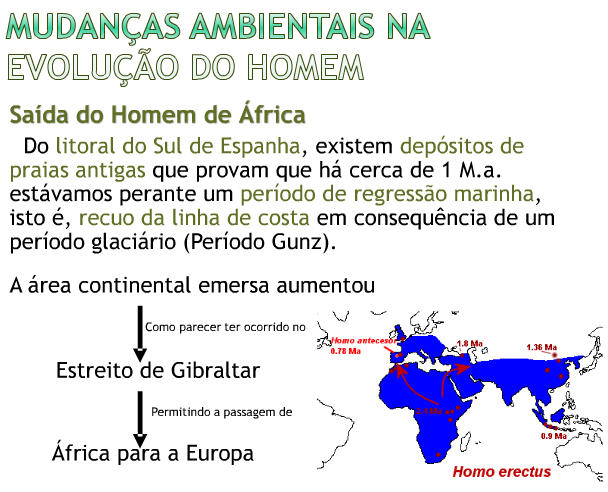 MUDANÇAS AMBIENTAIS NA
EVOLUÇÃO DO HOMEM
Saída do Homem de África
Do litoral do Sul de Espanha, existem depósitos de
praias antigas que provam que há cerca de 1 M.a.
estávamos perante um período de regressão marinha,
isto é, recuo da linha de costa em consequência de um
período glaciário (Período Gunz).
A área continental emersa aumentou
Como parecer ter ocorrido no
Estreito de Gibraltar
Permitindo a passagem de
África para a Europa
Homo antecesor
0.78 Ma
1.8 Ma
1.36 Ma
0.9 Ma
Homo erectus